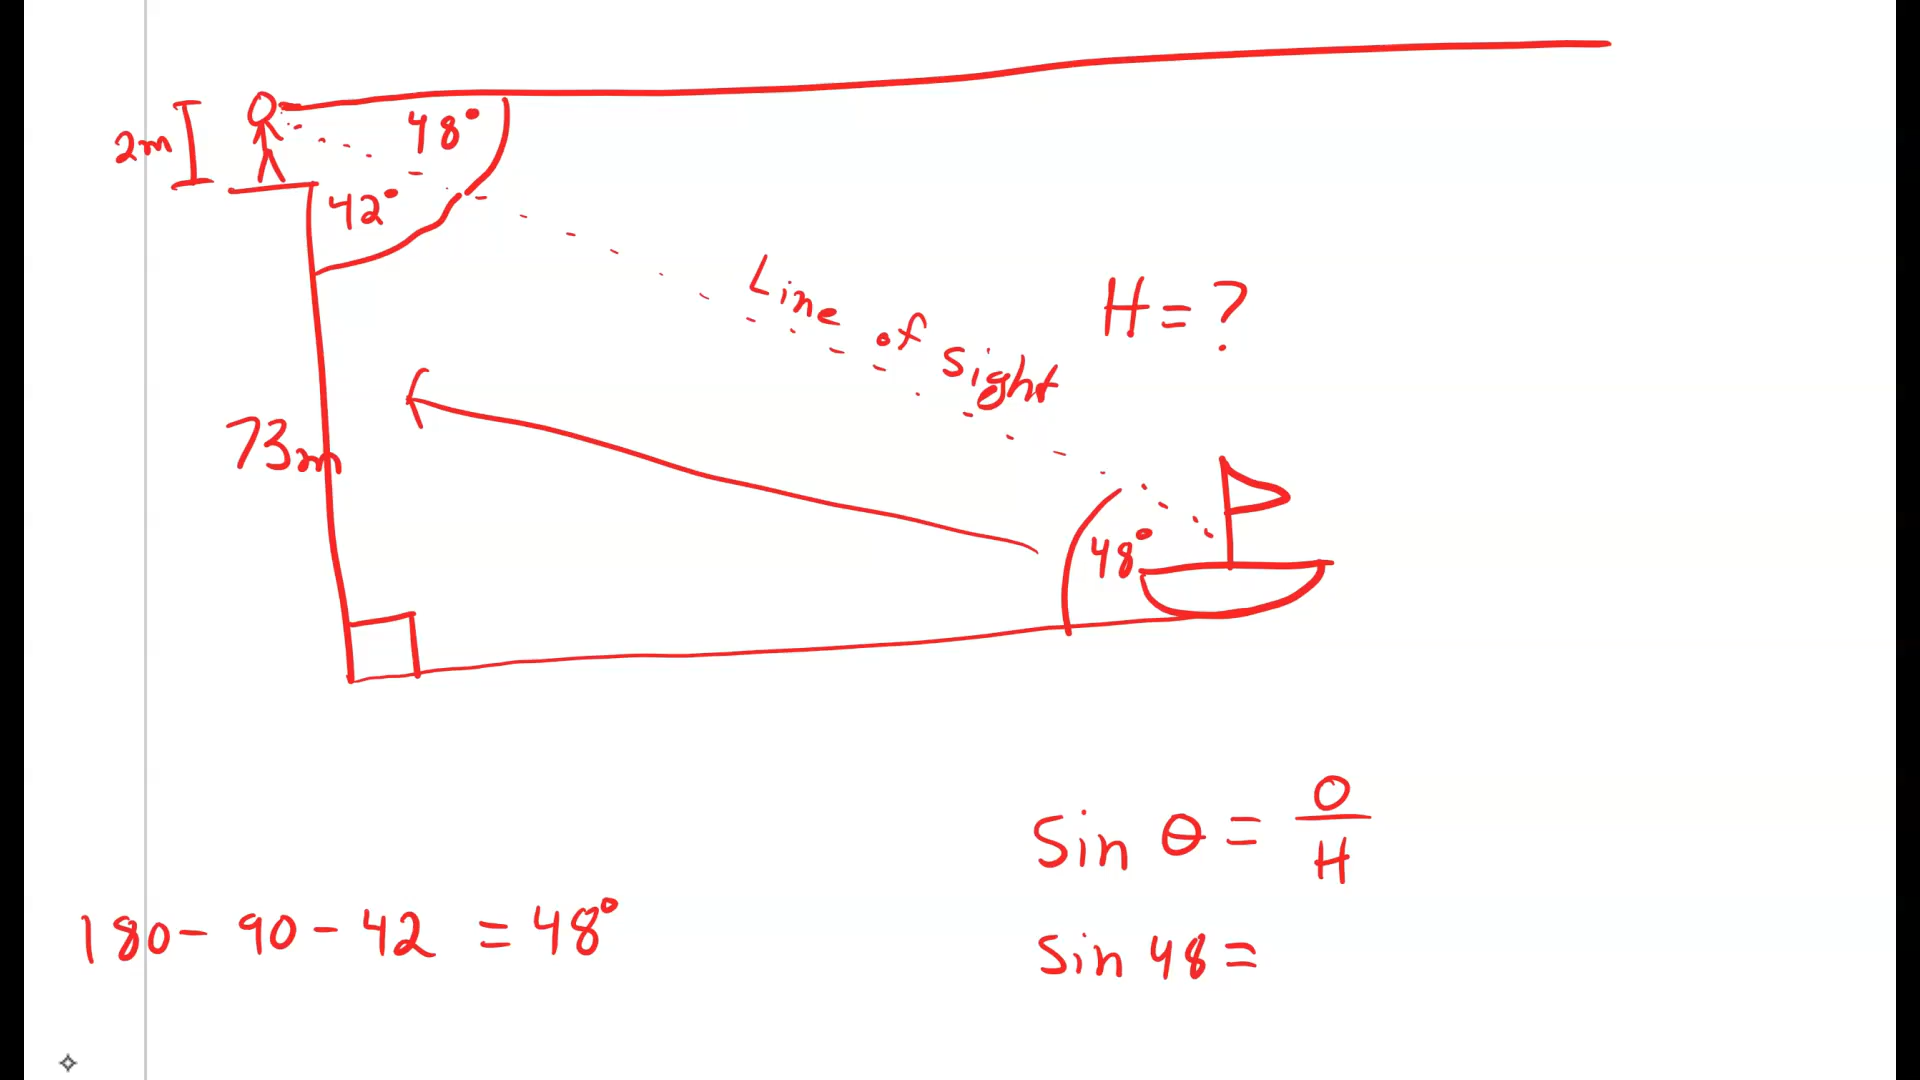 48°
2m
42°
Line of sight
H = ?
73m
48°
Sin θ = O/H
180 - 90 - 42 = 48°
Sin 48 =